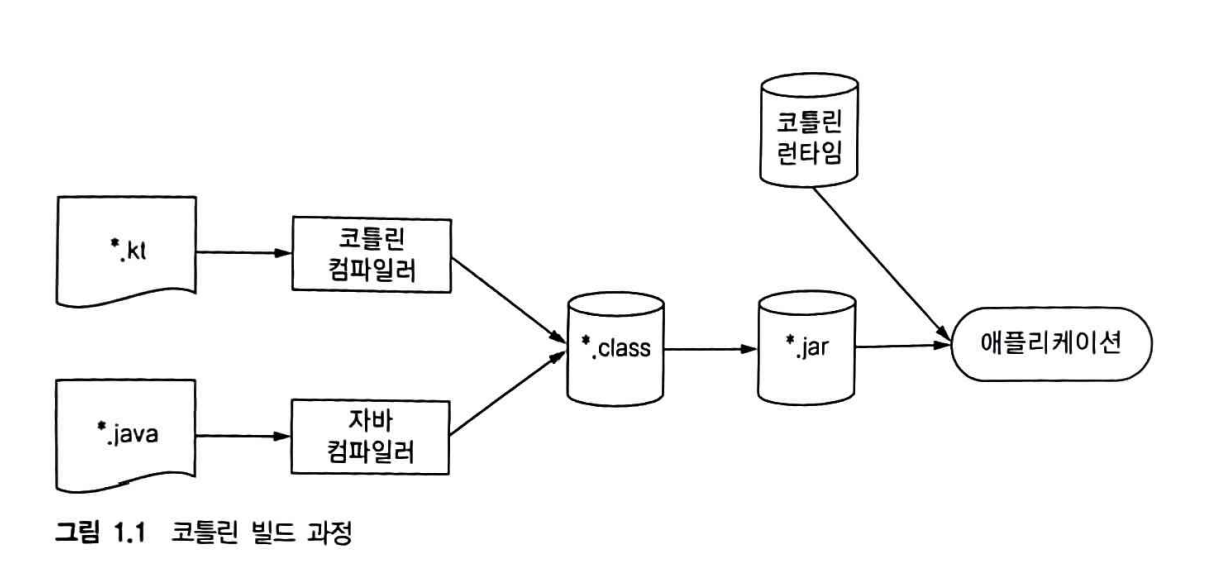 코틀린
런타임
*.kt
코틀린
컴파일러
*.class
*.jar
애플리케이션
*.java
자바
컴파일러
그림 1.1 코틀린 빌드 과정